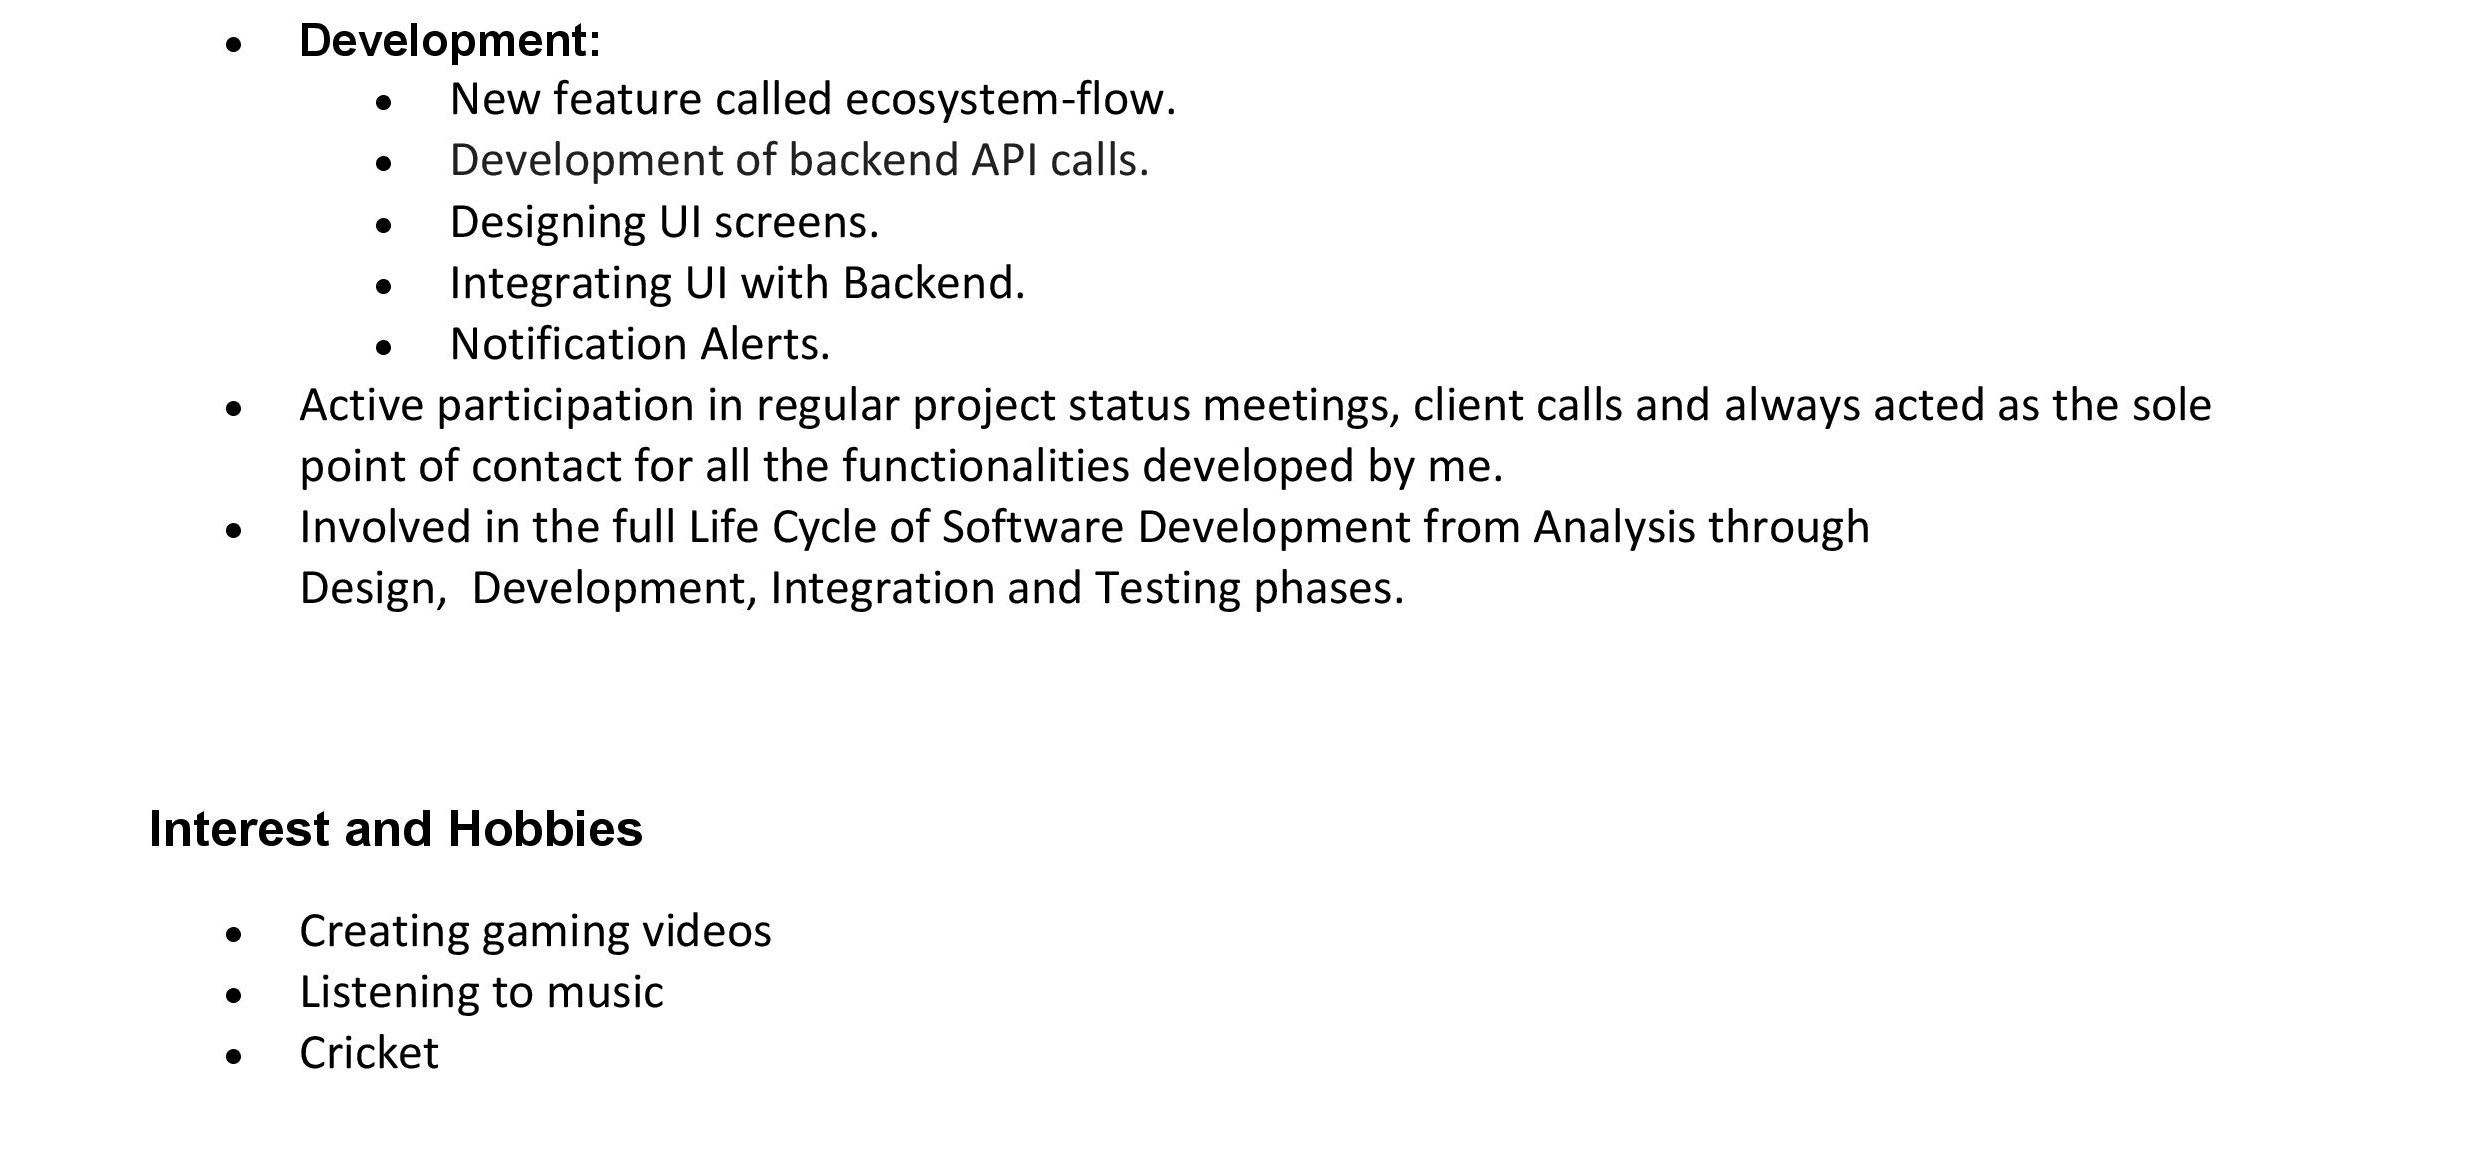 • Development:
• New feature called ecosystem-flow.
• Development of backend API calls.
• Designing UI screens.
• Integrating UI with Backend.
• Notification Alerts.
• Active participation in regular project status meetings, client calls and always acted as the sole
point of contact for all the functionalities developed by me.
• Involved in the full Life Cycle of Software Development from Analysis through
Design,  Development, Integration and Testing phases.
Interest and Hobbies
• Creating gaming videos
• Listening to music
• Cricket